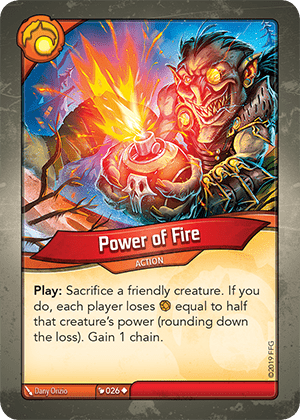 Power of Fire
ACTION
Play: Sacrifice a friendly creature. If you
do, each player loses equal to half
that creature's power (rounding down
the loss). Gain 1 chain.
Dany Orizio
026
©2019 FFG